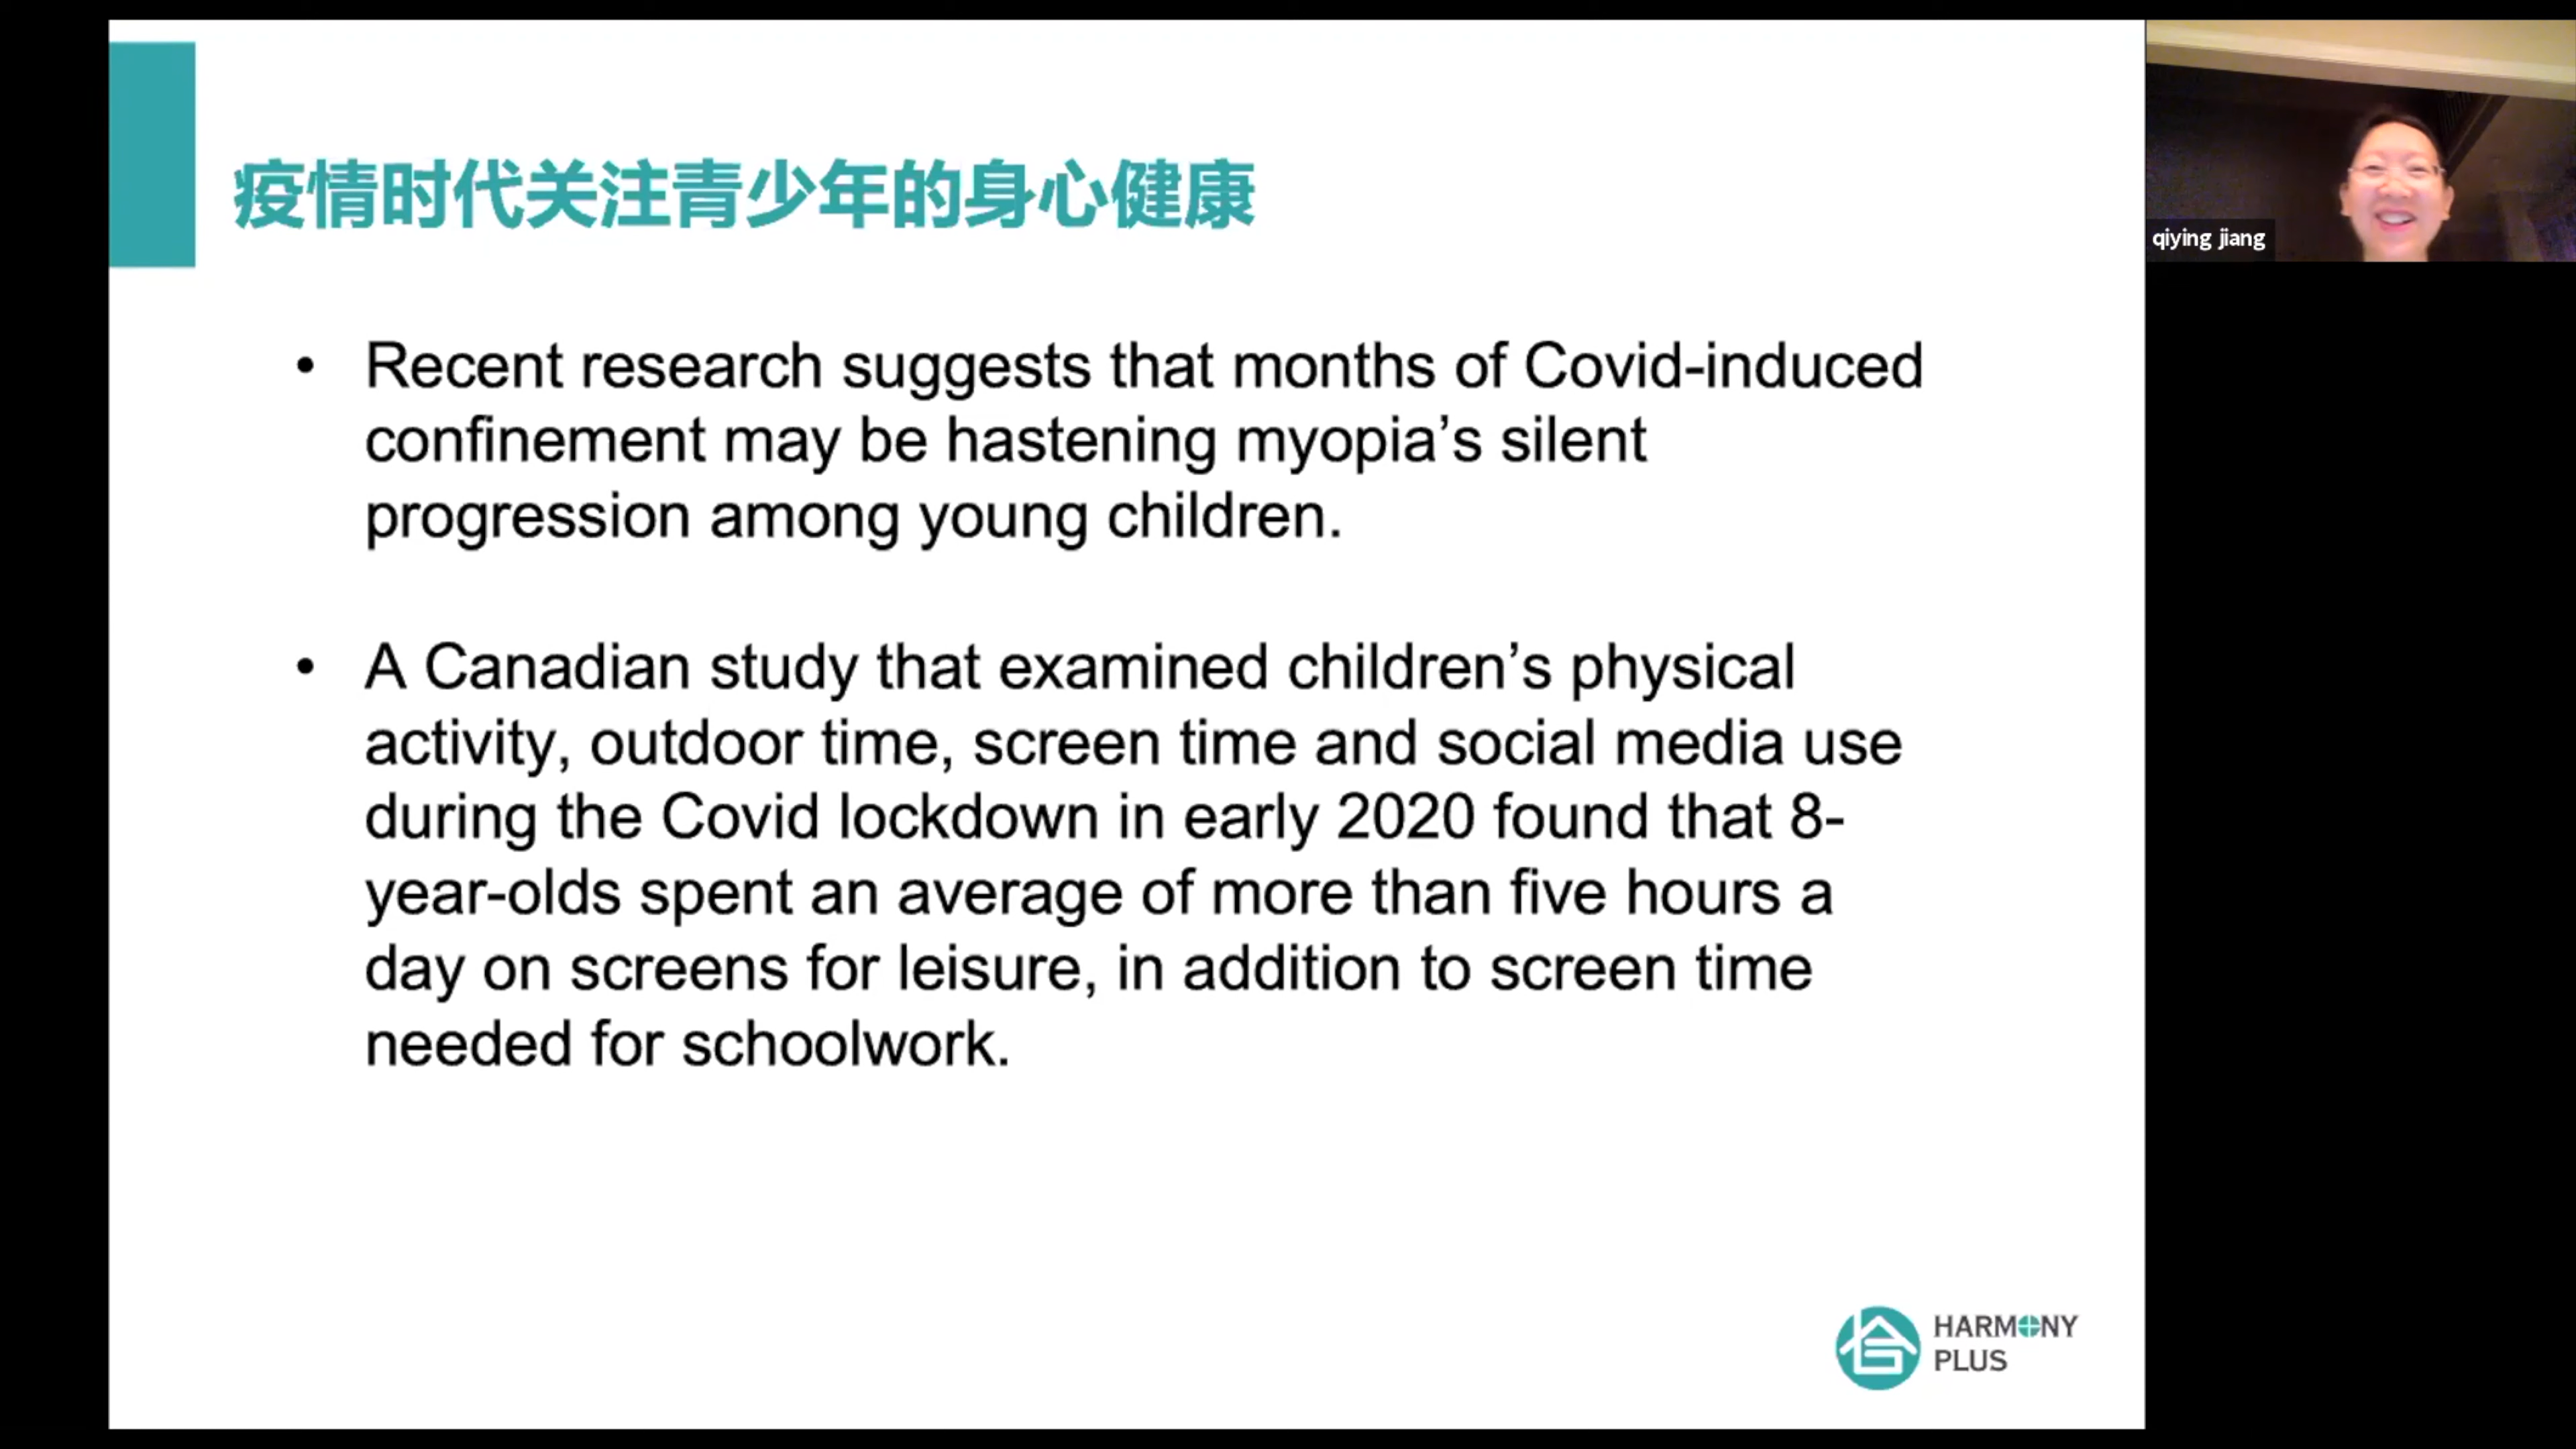 疫情时代关注青少年的身心健康
• Recent research suggests that months of Covid-induced
confinement may be hastening myopia’s silent
progression among young children.
• A Canadian study that examined children’s physical
activity, outdoor time, screen time and social media use
during the Covid lockdown in early 2020 found that 8-
year-olds spent an average of more than five hours a
day on screens for leisure, in addition to screen time
needed for schoolwork.
HARMONY
PLUS
qiying jiang